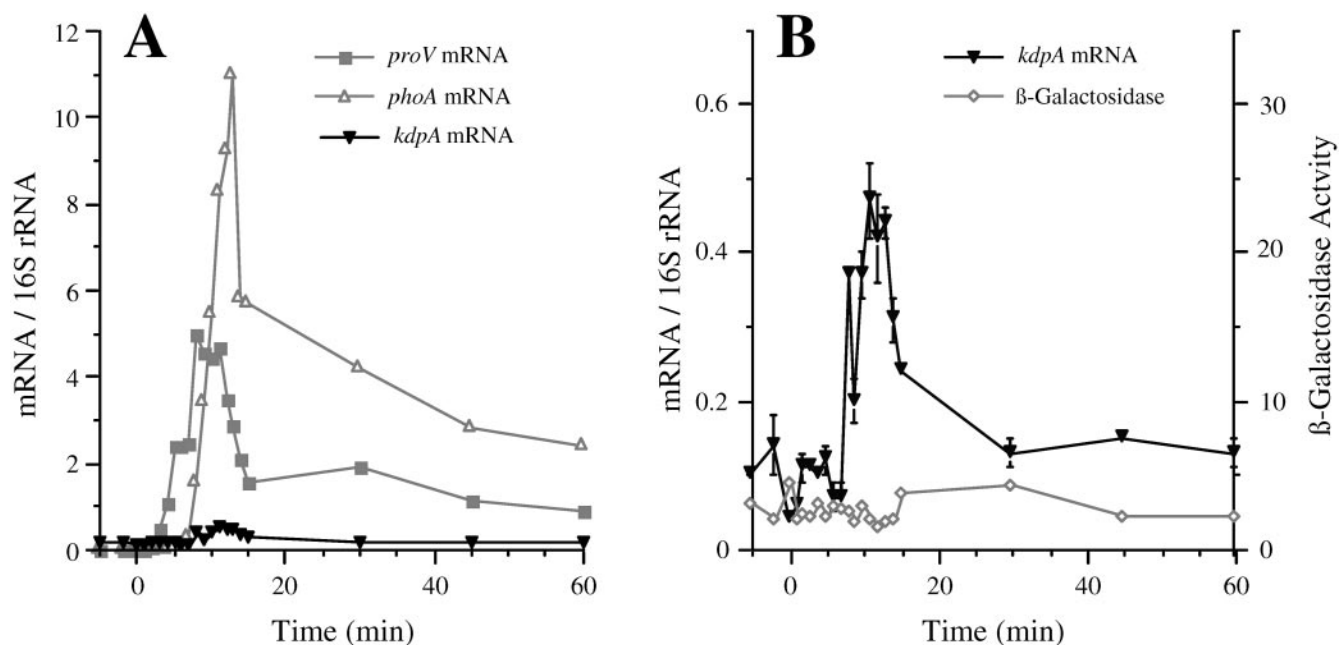 A
proV mRNA
phoA mRNA
kdpA mRNA
mRNA / 16S rRNA
12
10
8
6
4
2
0
0
20
40
60
Time (min)
B
kdpA mRNA
ß-Galactosidase
mRNA / 16S rRNA
0.6
0.4
0.2
0
30
20
10
0
ß-Galactosidase Actvity
0
20
40
60
Time (min)